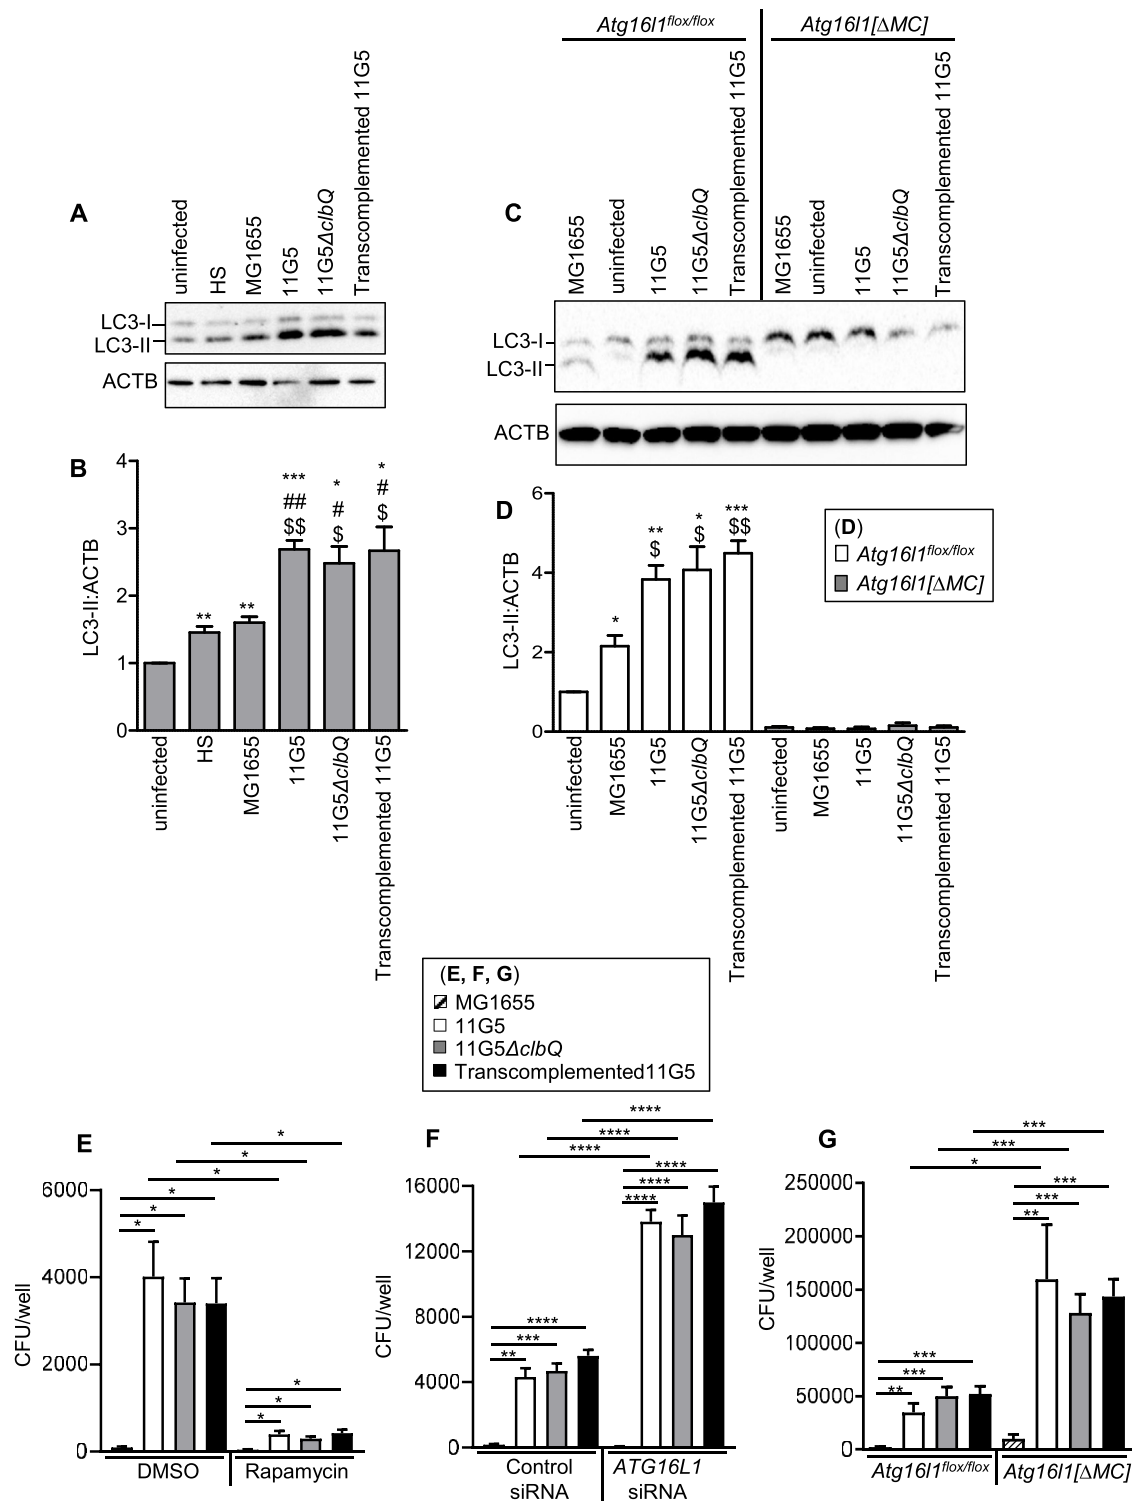 Atg16l1flox/flox
Atg16l1[ΔMC]
A
uninfected
HS
MG1655
11G5
11G5ΔclbQ
Transcomplemented 11G5
LC3-I
LC3-II
ACTB
C
MG1655
uninfected
11G5
11G5ΔclbQ
Transcomplemented 11G5
MG1655
uninfected
11G5
11G5ΔclbQ
Transcomplemented 11G5
LC3-I
LC3-II
ACTB
B
LC3-II:ACTB
4
3
2
1
0
**
**
***
##
$$
*
#
$
*
#
$
uninfected
HS
MG1655
11G5
11G5ΔclbQ
Transcomplemented 11G5
D
LC3-II:ACTB
6
4
2
0
*
**
$
*
$
***
$$
(D)
Atg16l1flox/flox
Atg16l1[ΔMC]
uninfected
MG1655
11G5
11G5ΔclbQ
Transcomplemented 11G5
uninfected
MG1655
11G5
11G5ΔclbQ
Transcomplemented 11G5
(E, F, G)
MG1655
11G5
11G5ΔclbQ
Transcomplemented11G5
E
CFU/well
6000
4000
2000
0
*
*
*
*
*
*
*
*
*
DMSO
Rapamycin
F
CFU/well
16000
12000
8000
4000
0
****
****
****
****
****
****
****
***
**
Control
siRNA
ATG16L1
siRNA
G
CFU/well
250000
200000
150000
100000
50000
0
***
***
*
***
***
**
***
***
**
Atg16l1flox/flox
Atg16l1[ΔMC]